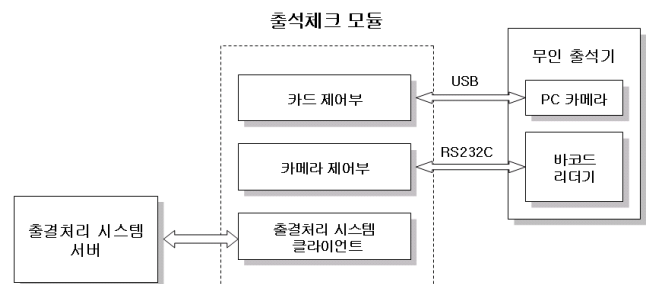 출석체크 모듈
무인 출석기
카드 제어부
USB
PC 카메라
카메라 제어부
RS232C
바코드
리더기
출결처리 시스템
서버
출결처리 시스템
클라이언트